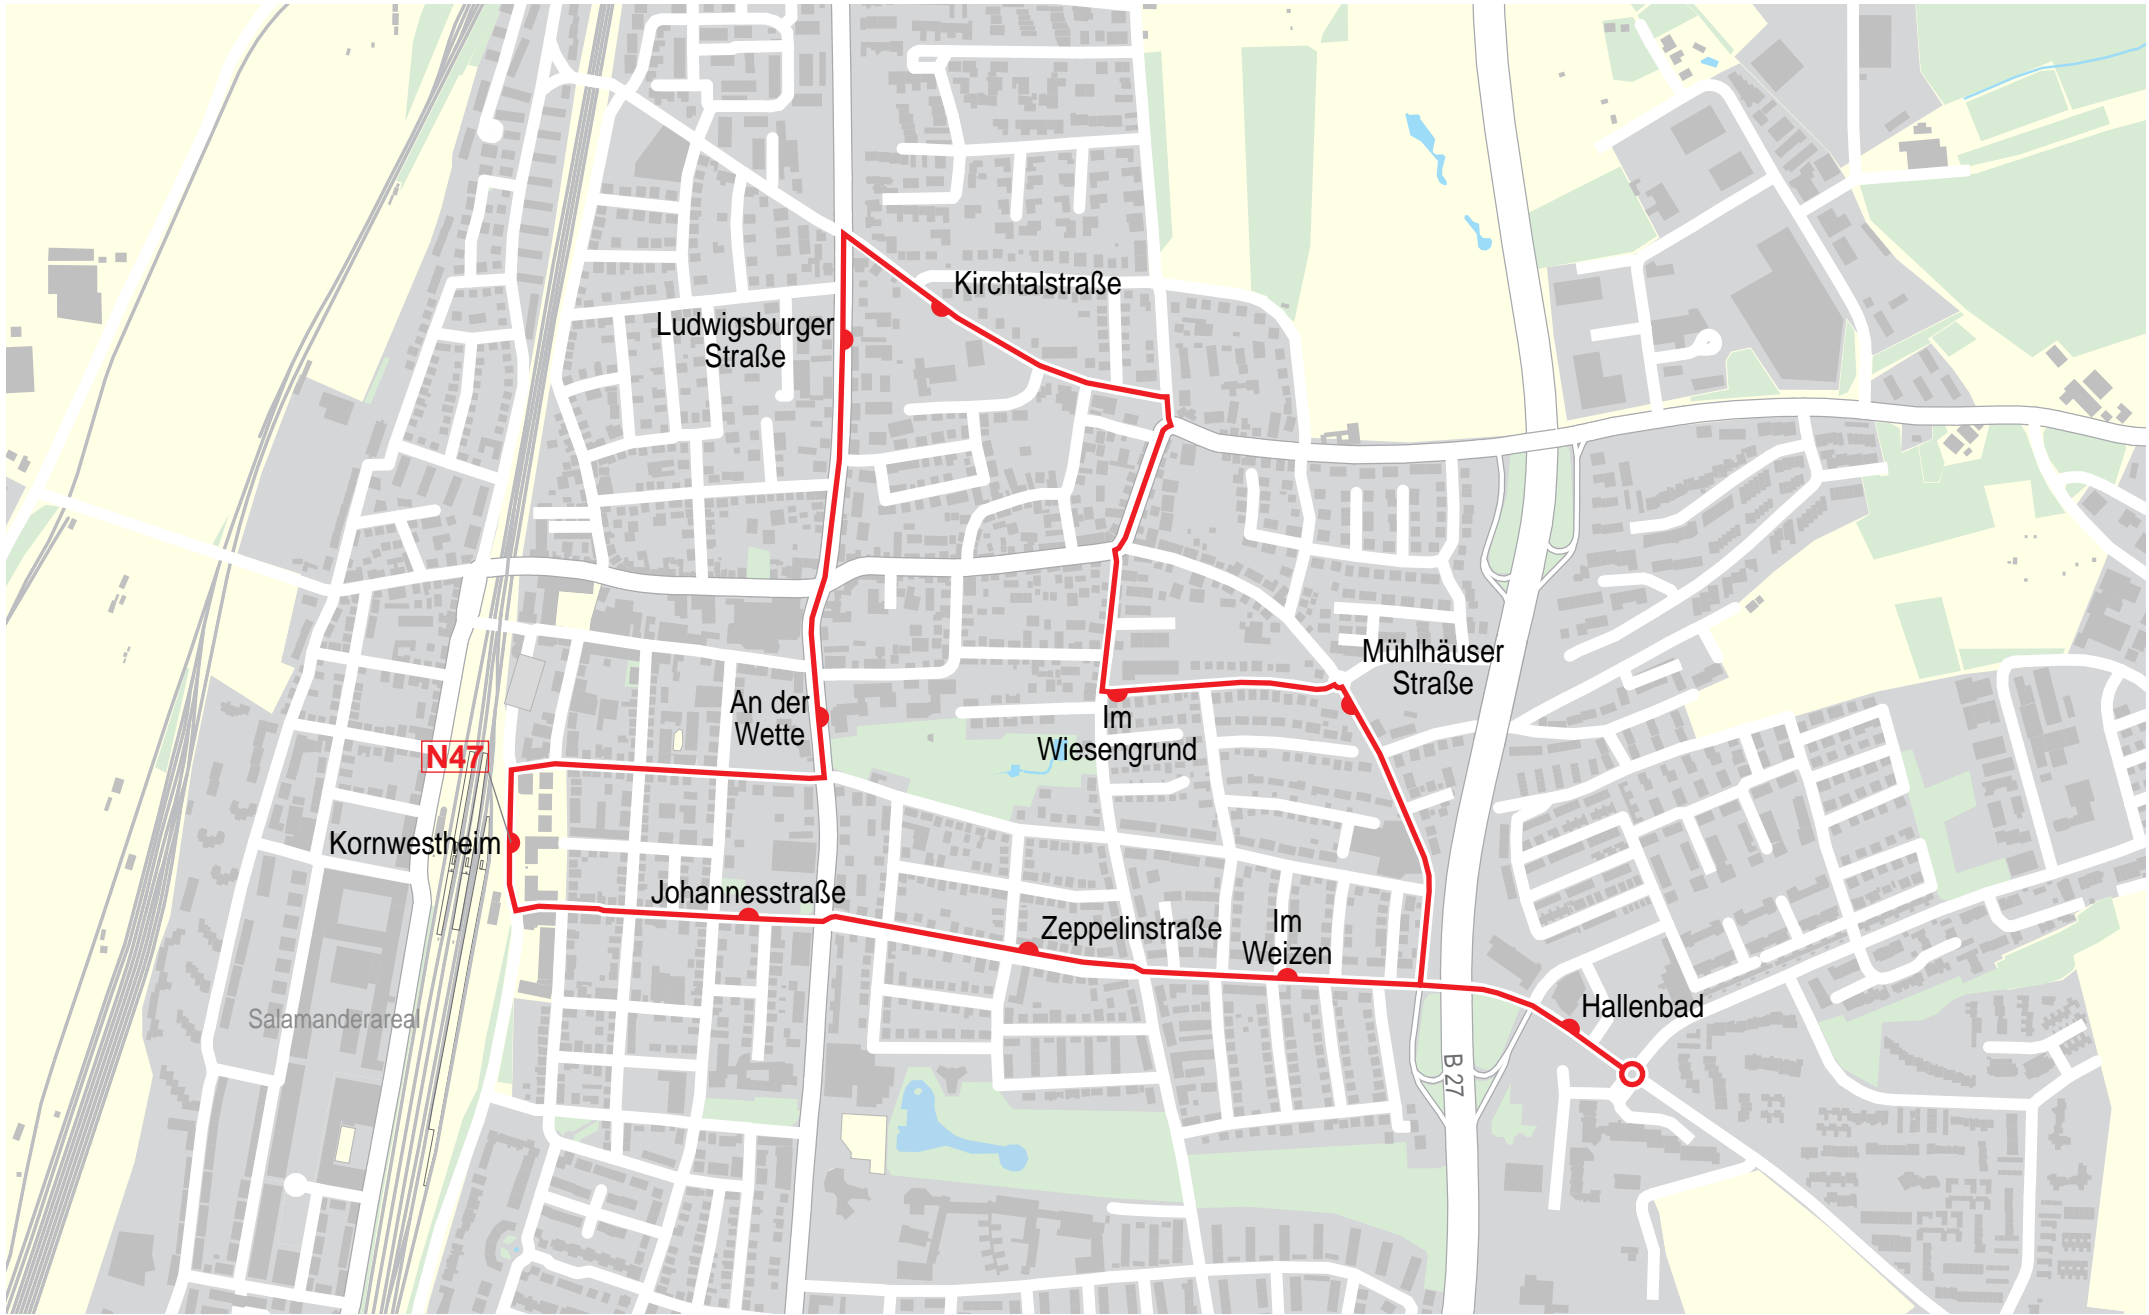 Kirchtalstraße
Ludwigsburger
Straße
Mühlhäuser
Straße
An der
Wette
Im
Wiesengrund
N47
Kornwestheim
Johannesstraße
Zeppelinstraße
Im
Weizen
Hallenbad
Salamanderareal
B 27